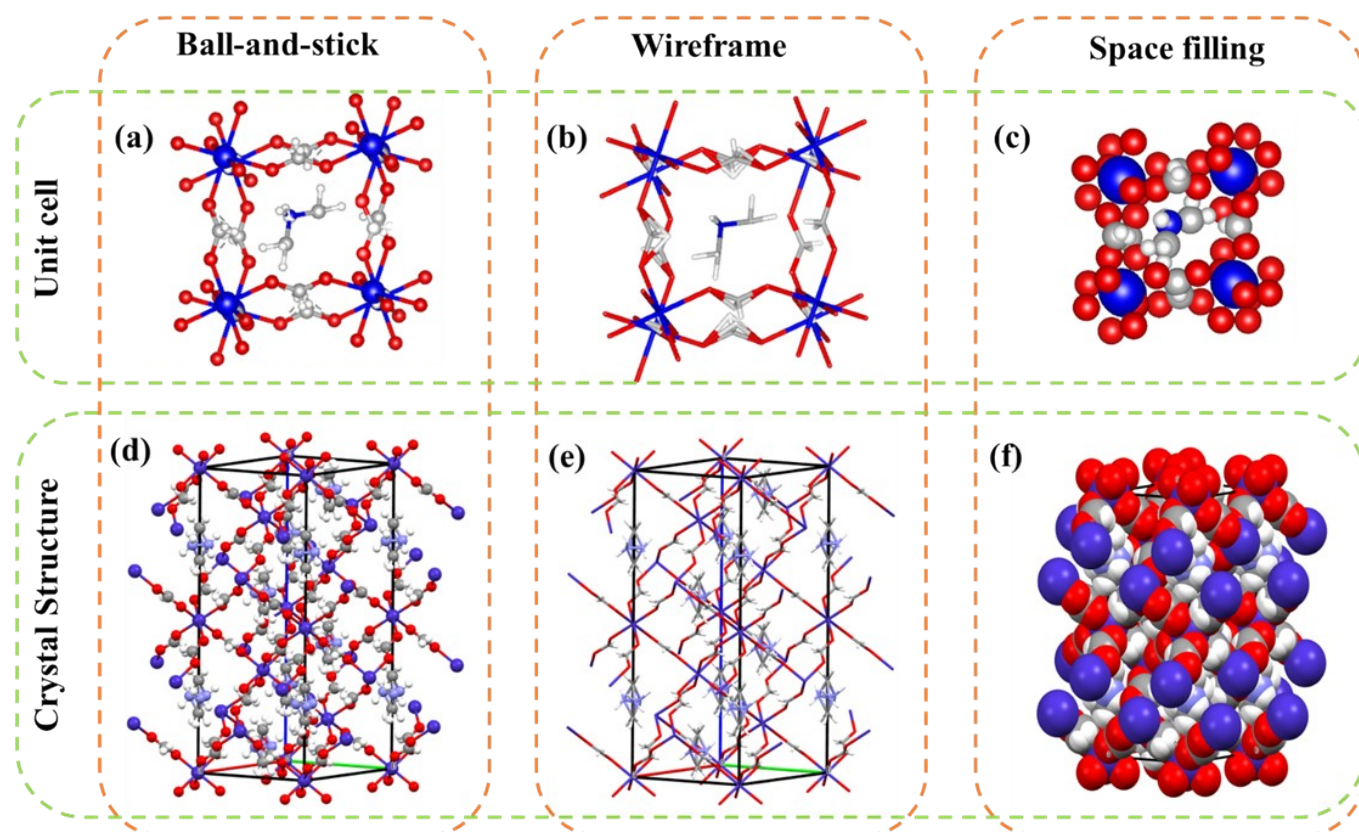 Ball-and-stick
Wireframe
Space filling
Unit cell
(a)
(b)
(c)
Crystal Structure
(d)
(e)
(f)